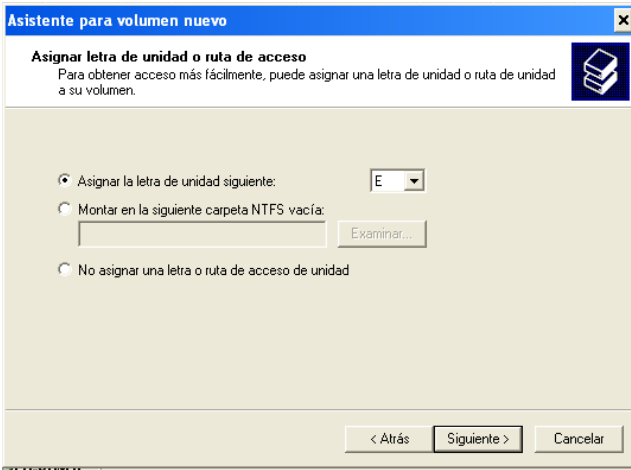 Asistente para volumen nuevo
Asignar letra de unidad o ruta de acceso
Para obtener acceso más fácilmente, puede asignar una letra de unidad o ruta de unidad
a su volumen.
Asignar la letra de unidad siguiente: E
Montar en la siguiente carpeta NTFS vacía:
Examinar...
No asignar una letra o ruta de acceso de unidad
< Atrás Siguiente > Cancelar